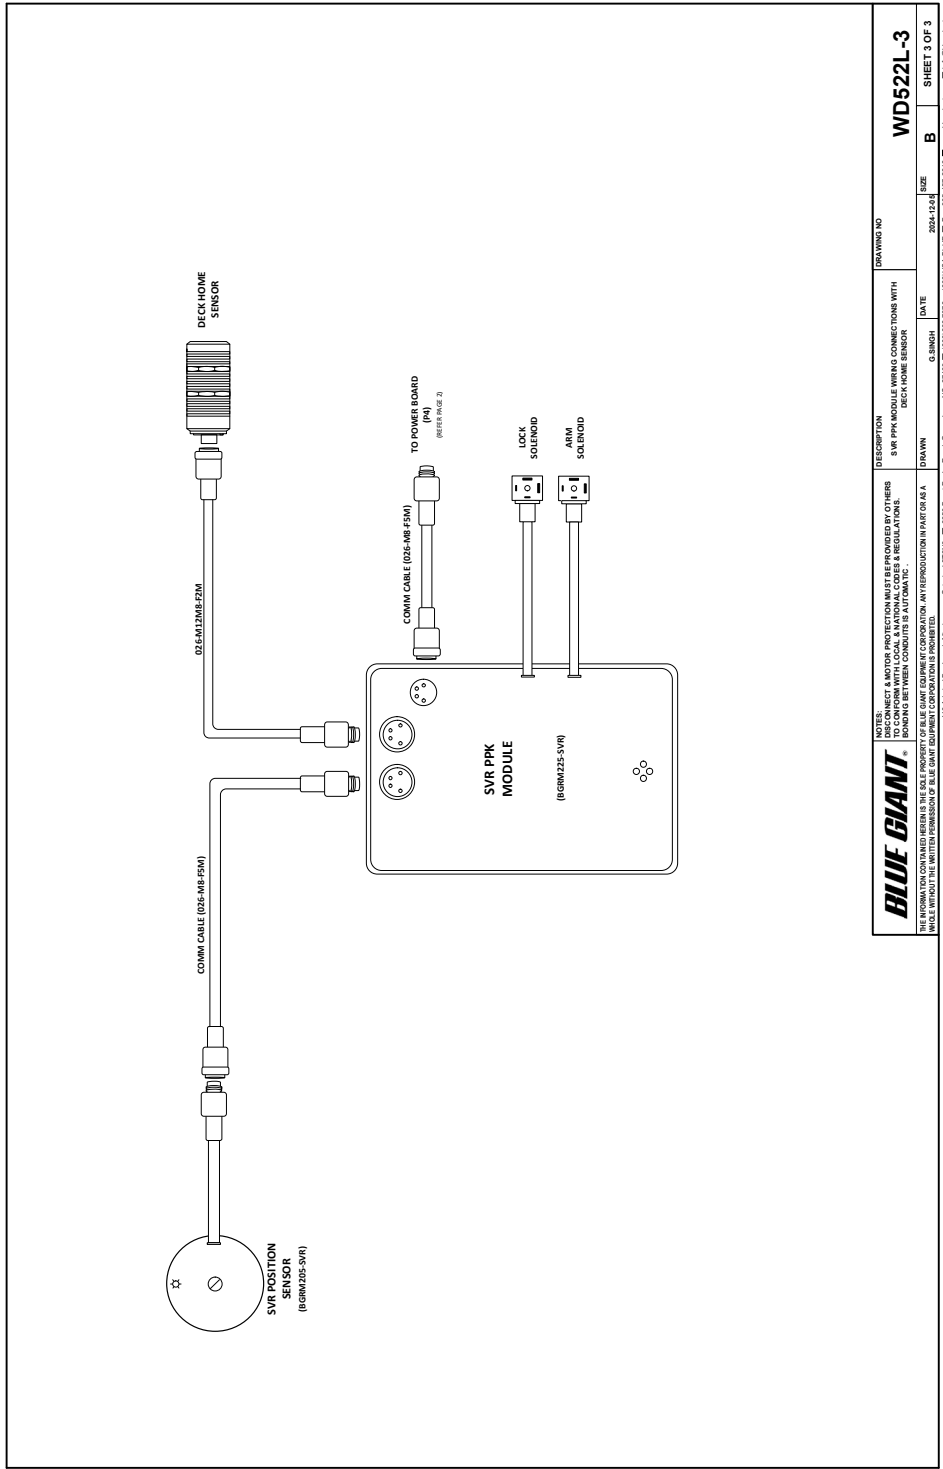 DECK HOME
SENSOR
026-M12M8-F2M
COMM CABLE (026-M8-F5M)
SVR POSITION
SENSOR
(BGRM205-SVR)
TO POWER BOARD
(P4)
(REFER PAGE 2)
COMM CABLE (026-M8-F5M)
LOCK
SOLENOID
ARM
SOLENOID
SVR PPK
MODULE
(BGRM225-SVR)
BLUE GIANT®
NOTES:
DISCONNECT & MOTOR PROTECTION MUST BE PROVIDED BY OTHERS
TO CONFORM WITH LOCAL & NATIONAL CODES & REGULATIONS.
BONDING BETWEEN CONDUITS IS AUTOMATIC .
DESCRIPTION
SVR PPK MODULE WIRING CONNECTIONS WITH
DECK HOME SENSOR
DRAWING NO
WD522L-3
THE INFORMATION CONTAINED HEREIN IS THE SOLE PROPERTY OF BLUE GIANT EQUIPMENT CORPORATION. ANY REPRODUCTION IN PART OR AS A
WHOLE WITHOUT THE WRITTEN PERMISSION OF BLUE GIANT EQUIPMENT CORPORATION IS PROHIBITED.
DRAWN
G.SINGH
DATE
2024-12-05
SIZE
B
SHEET 3 OF 3